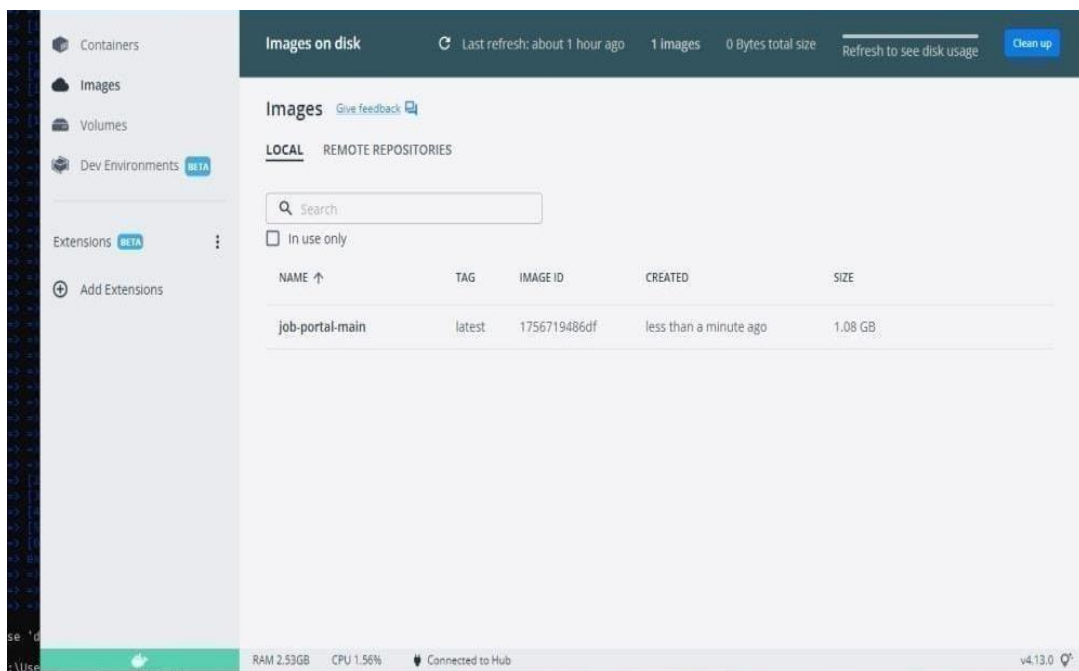 Containers
Images
Volumes
Dev Environments BETA
Extensions BETA
Add Extensions
Images on disk
Last refresh: about 1 hour ago
1 images
0 Bytes total size
Refresh to see disk usage
Clean up
Images Give feedback
LOCAL REMOTE REPOSITORIES
Search
In use only
NAME TAG IMAGE ID CREATED SIZE
job-portal-main latest 1756719486df less than a minute ago 1.08 GB
se 'd
:\Use
RAM 2.53GB CPU 1.56% Connected to Hub v4.13.0